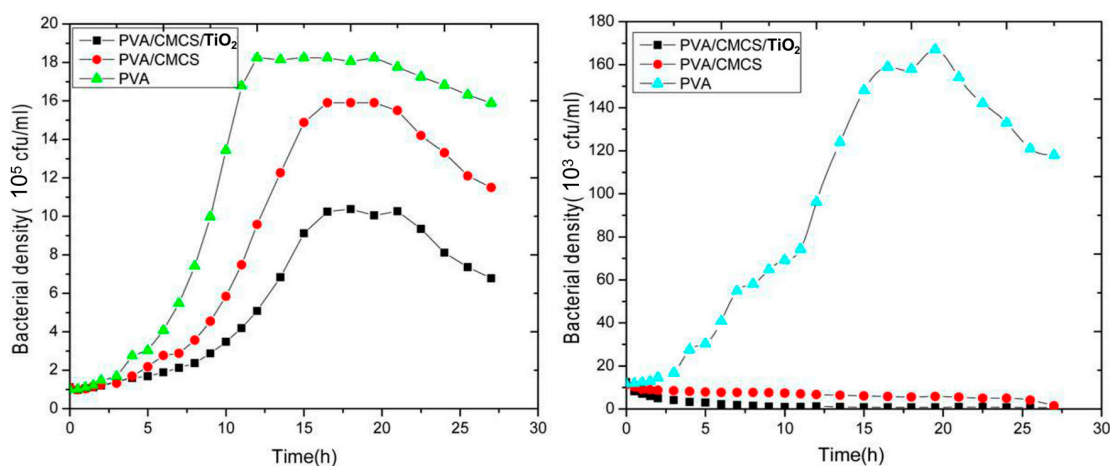 20
18
16
14
12
10
8
6
4
2
0
Bacterial density( 10⁵ cfu/ml)
PVA/CMCS/TiO₂
PVA/CMCS
PVA
0 5 10 15 20 25 30
Time(h)
180
160
140
120
100
80
60
40
20
10
0
Bacterial density( 10³ cfu/ml)
PVA/CMCS/TiO₂
PVA/CMCS
PVA
0 5 10 15 20 25 30
Time(h)